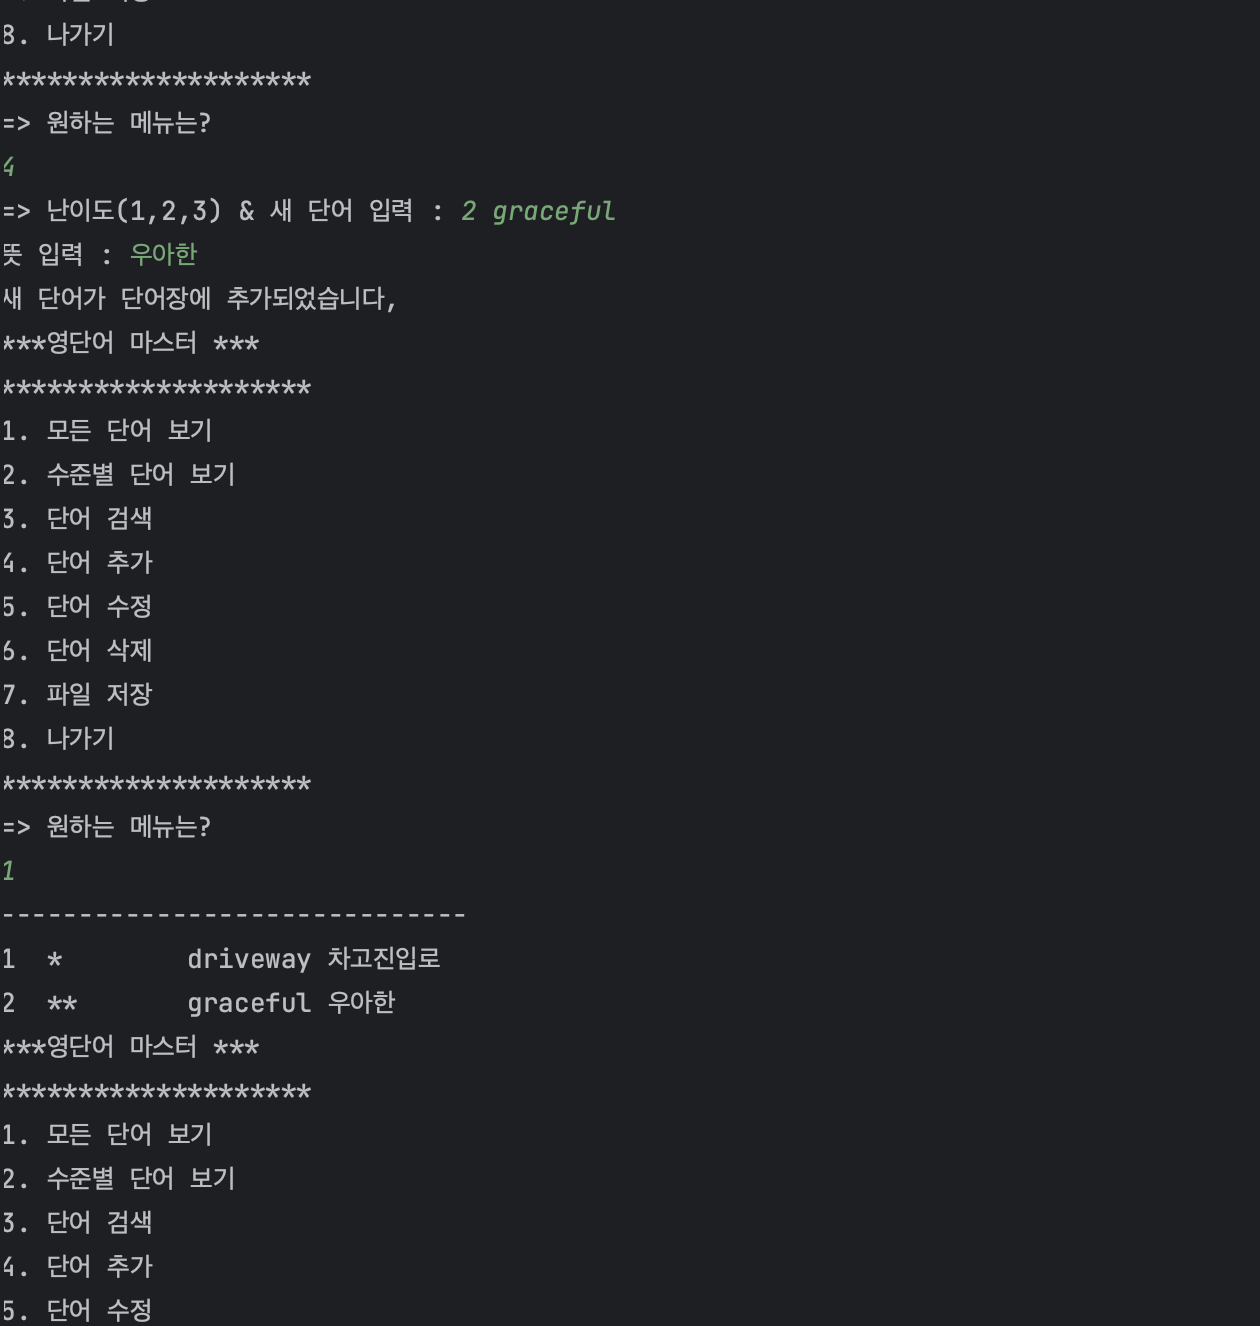 8. 나가기
********************
=> 원하는 메뉴는?
4
=> 난이도(1,2,3) & 새 단어 입력 : 2 graceful
뜻 입력 : 우아한
새 단어가 단어장에 추가되었습니다,
***영단어 마스터 ***
********************
1. 모든 단어 보기
2. 수준별 단어 보기
3. 단어 검색
4. 단어 추가
5. 단어 수정
6. 단어 삭제
7. 파일 저장
8. 나가기
********************
=> 원하는 메뉴는?
1
------------------------------
1  *        driveway 차고진입로
2  **       graceful 우아한
***영단어 마스터 ***
********************
1. 모든 단어 보기
2. 수준별 단어 보기
3. 단어 검색
4. 단어 추가
5. 단어 수정